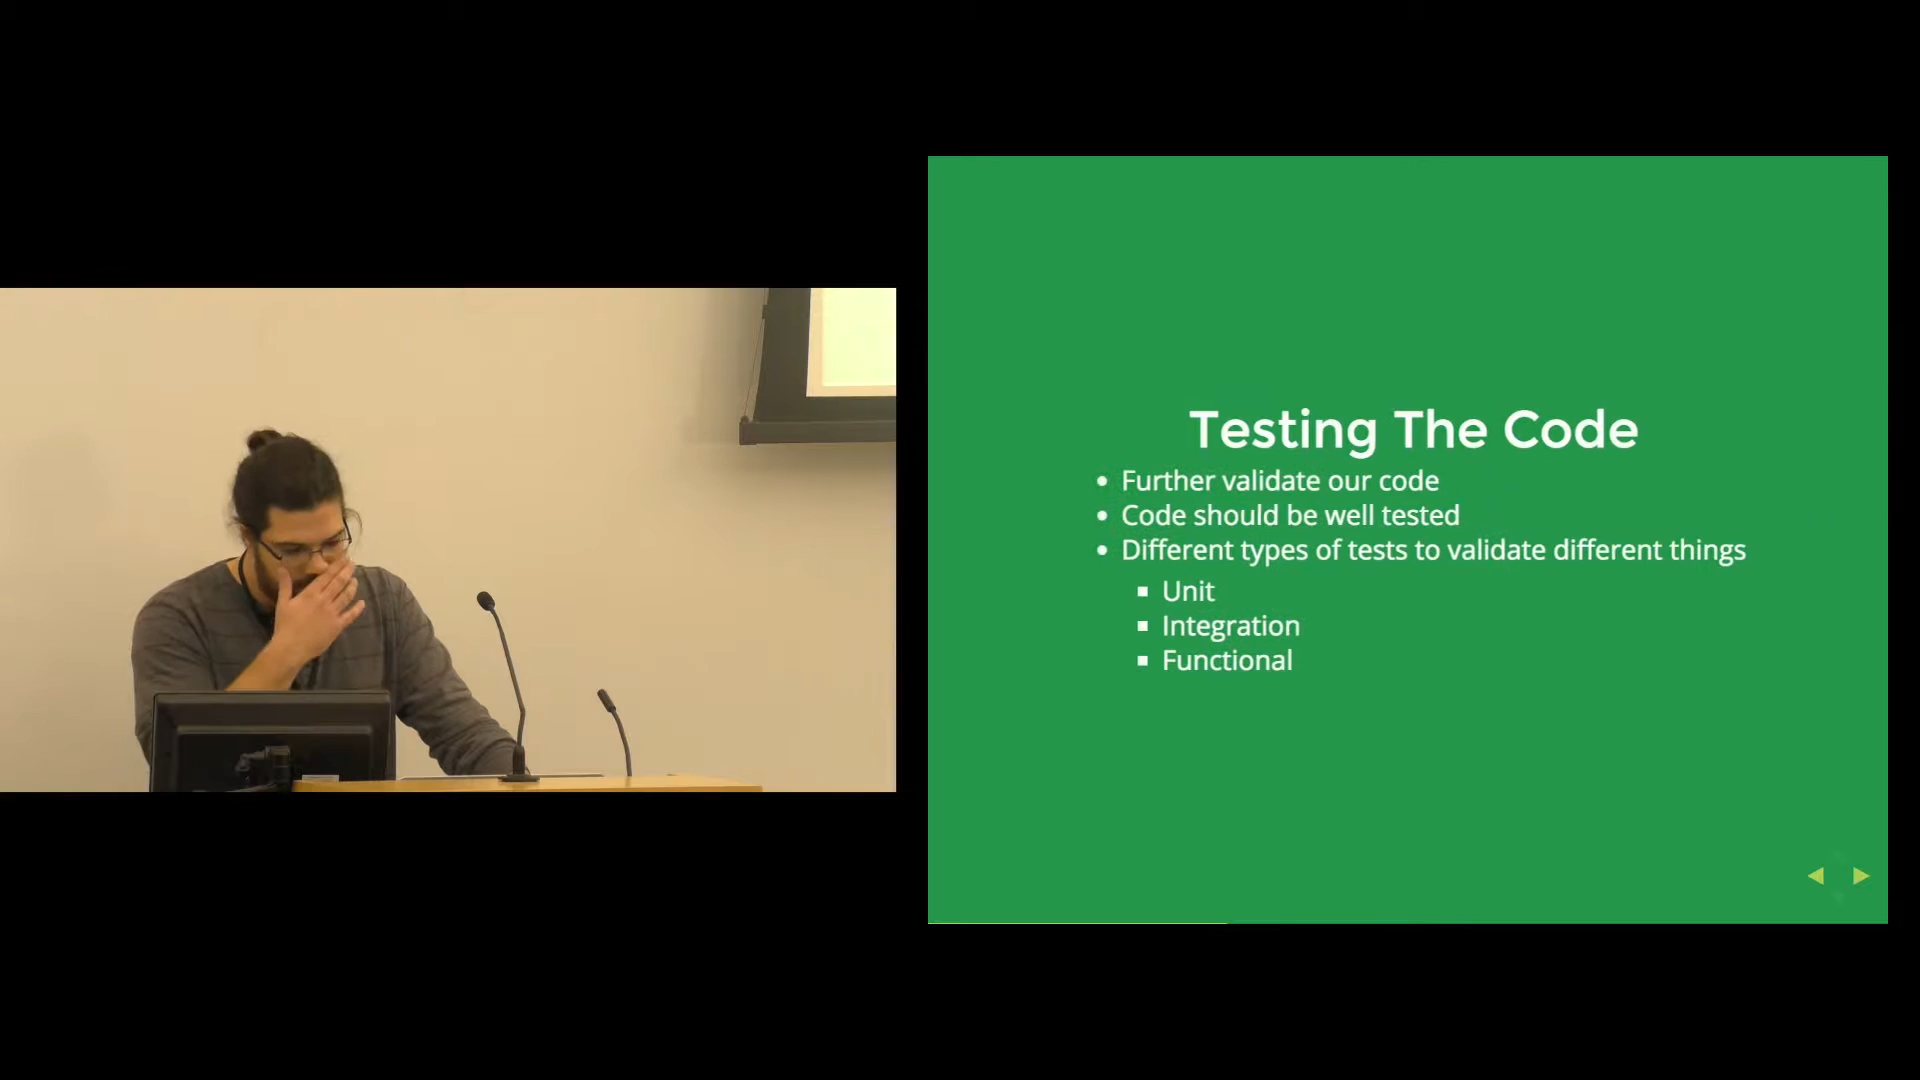 Testing The Code
Further validate our code
Code should be well tested
Different types of tests to validate different things
Unit
Integration
Functional